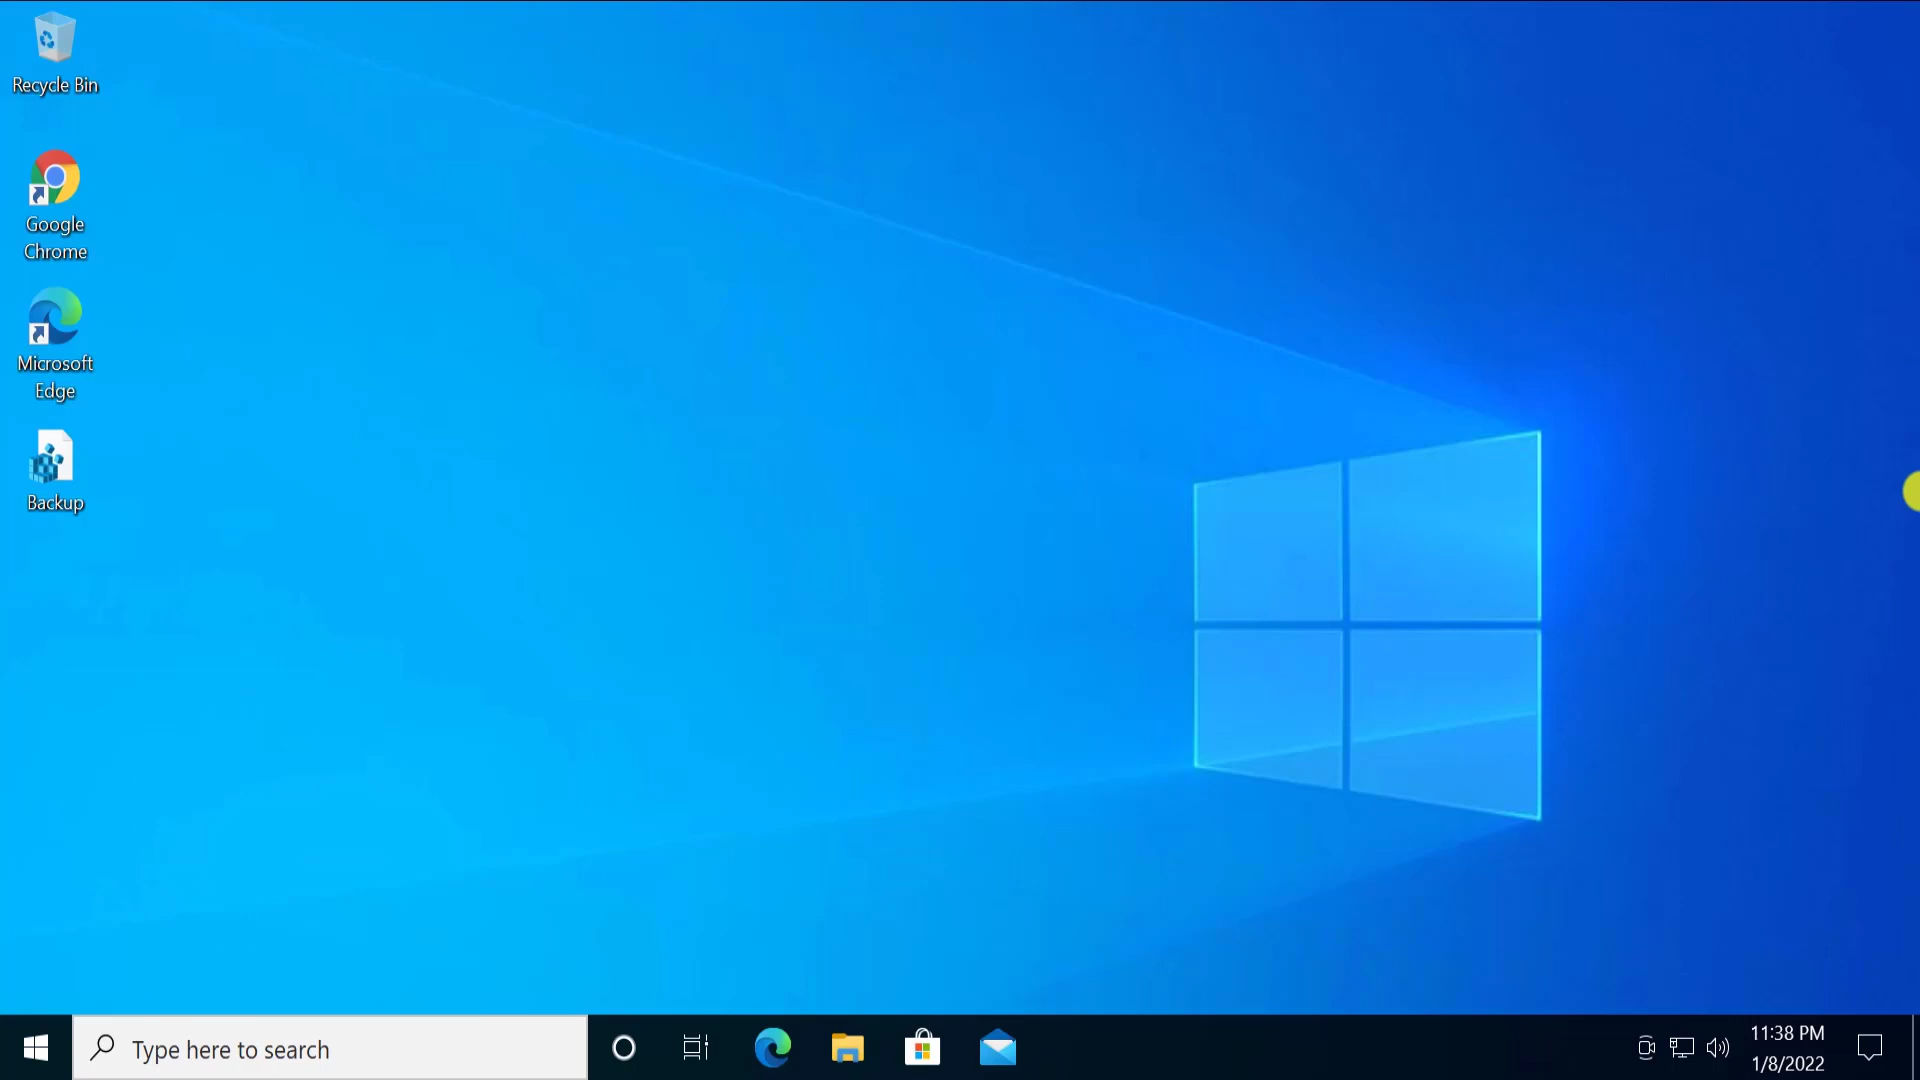 Recycle Bin
Google
Chrome
Microsoft
Edge
Backup
Type here to search
11:38 PM
1/8/2022